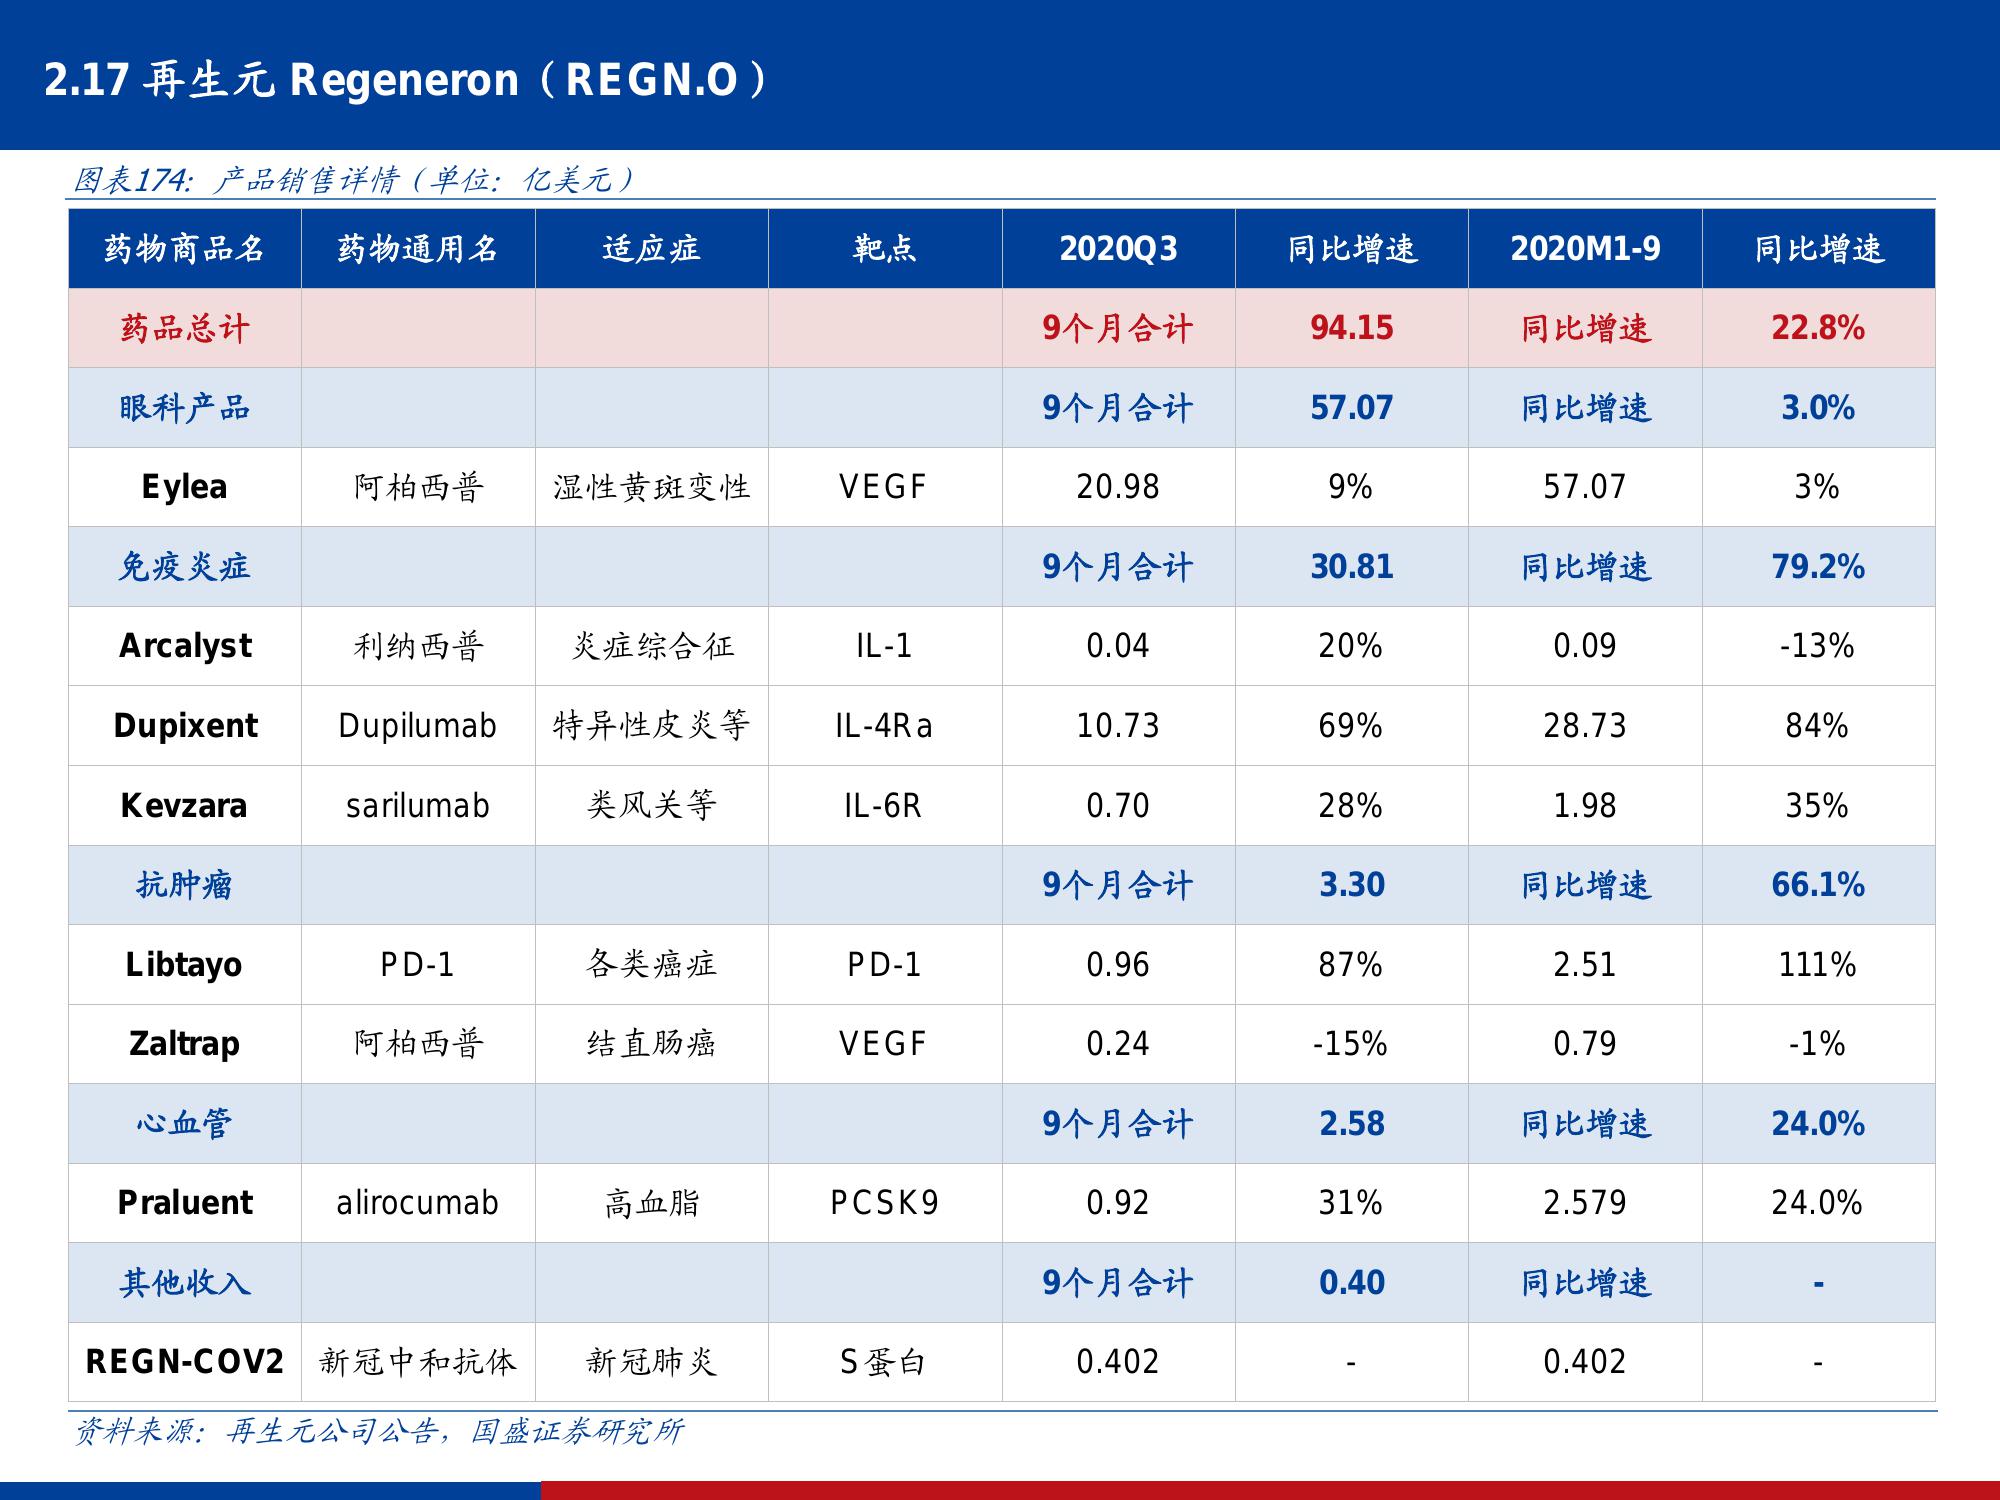 2.17 再生元 Regeneron（REGN.O）
图表174：产品销售详情（单位：亿美元）
药物商品名 药物通用名 适应症 靶点 2020Q3 同比增速 2020M1-9 同比增速
药品总计 9个月合计 94.15 同比增速 22.8%
眼科产品 9个月合计 57.07 同比增速 3.0%
Eylea 阿柏西普 湿性黄斑变性 VEGF 20.98 9% 57.07 3%
免疫炎症 9个月合计 30.81 同比增速 79.2%
Arcalyst 利纳西普 炎症综合征 IL-1 0.04 20% 0.09 -13%
Dupixent Dupilumab 特异性皮炎等 IL-4Ra 10.73 69% 28.73 84%
Kevzara sarilumab 类风关等 IL-6R 0.70 28% 1.98 35%
抗肿瘤 9个月合计 3.30 同比增速 66.1%
Libtayo PD-1 各类癌症 PD-1 0.96 87% 2.51 111%
Zaltrap 阿柏西普 结直肠癌 VEGF 0.24 -15% 0.79 -1%
心血管 9个月合计 2.58 同比增速 24.0%
Praluent alirocumab 高血脂 PCSK9 0.92 31% 2.579 24.0%
其他收入 9个月合计 0.40 同比增速 -
REGN-COV2 新冠中和抗体 新冠肺炎 S蛋白 0.402 - 0.402 -
资料来源：再生元公司公告，国盛证券研究所